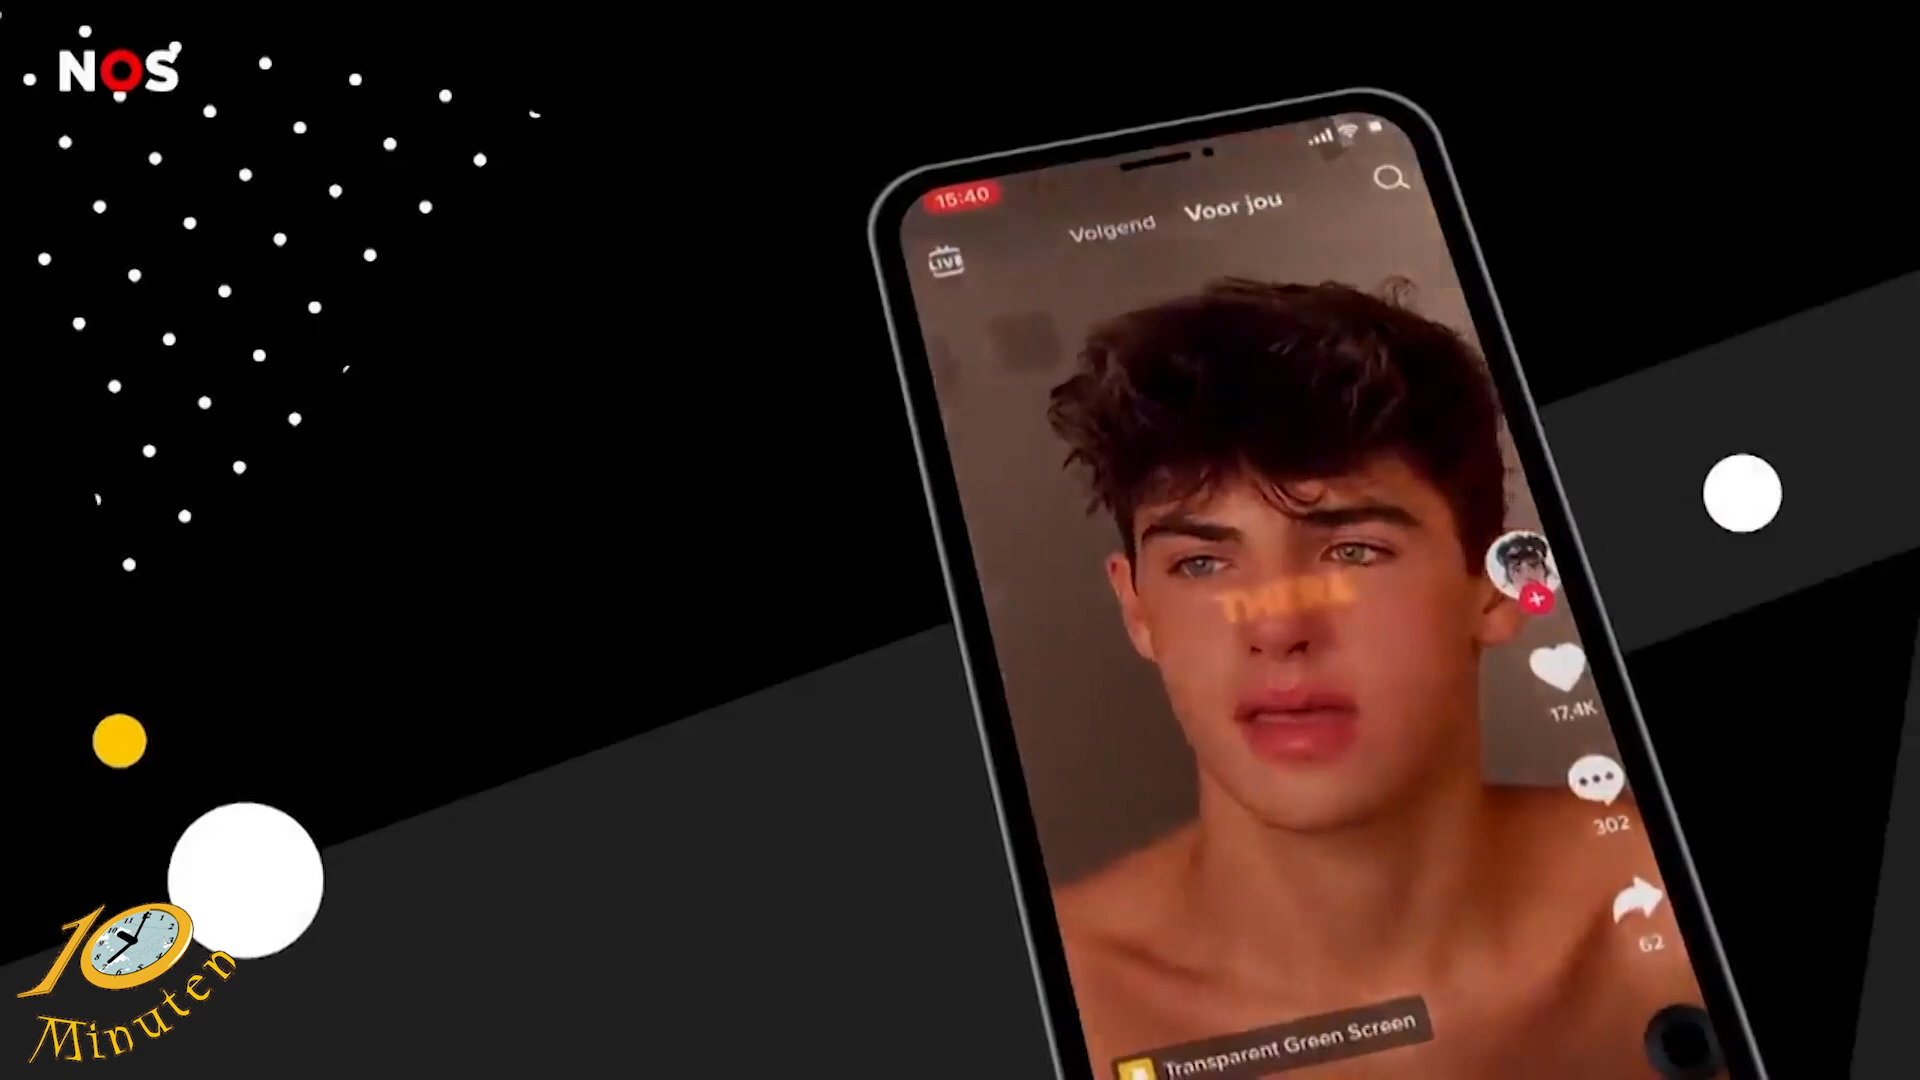 NOS
15:40
Volgend Voor jou
LIVE
17.4K
302
62
Transparent Green Screen
10
Minuten